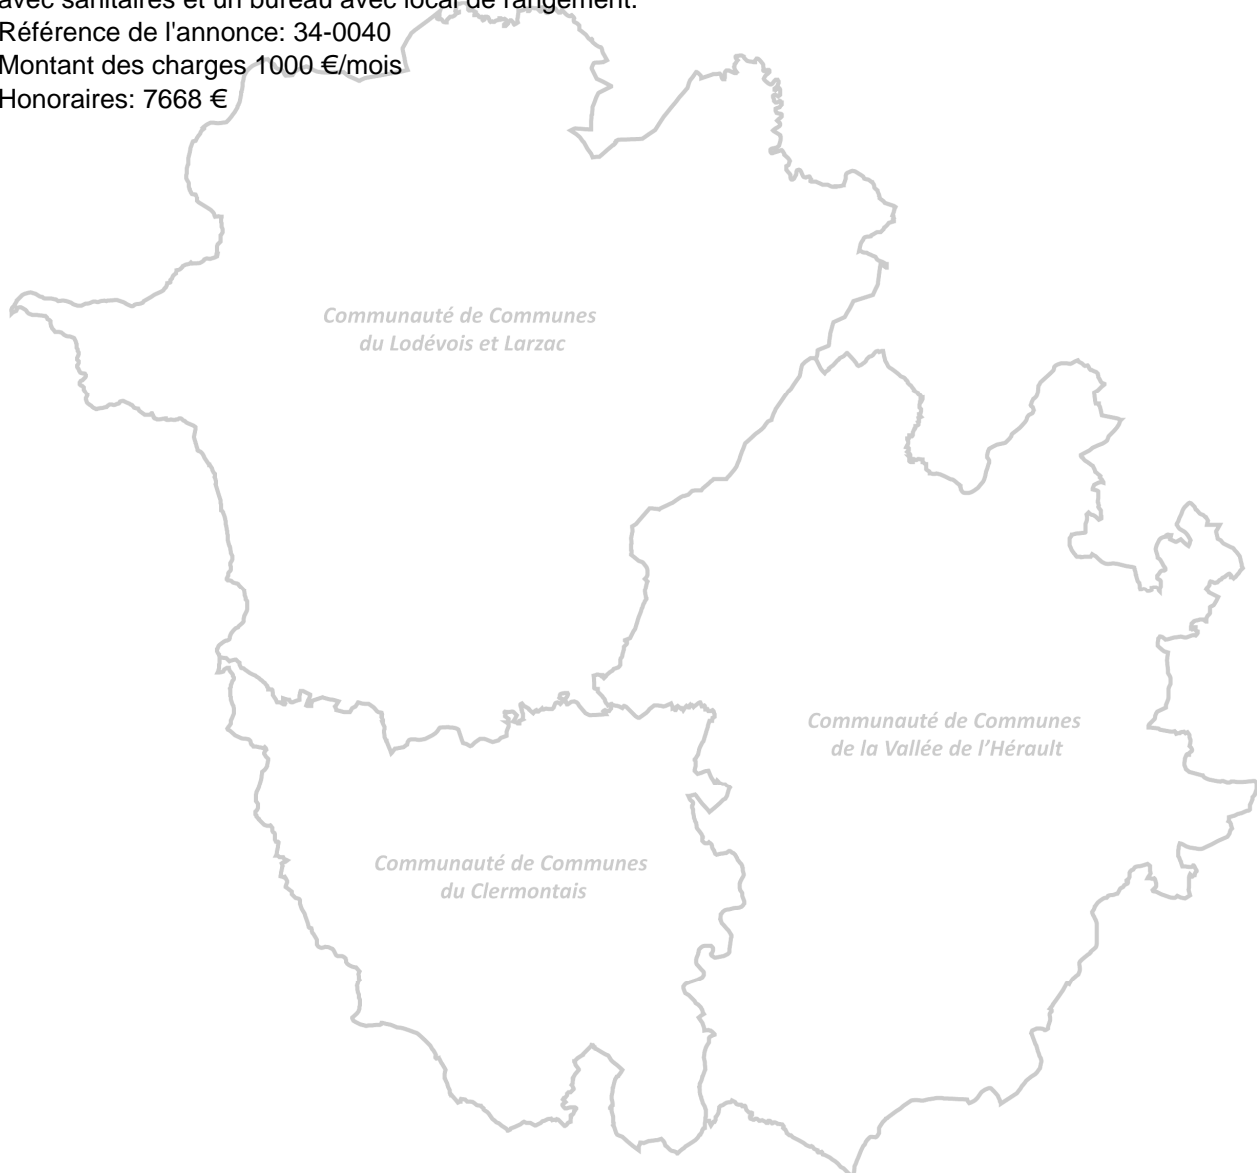 avec sanitaires et un bureau avec local de rangement.
Référence de l'annonce: 34-0040
Montant des charges 1000 €/mois
Honoraires: 7668 €
Communauté de Communes
du Lodévois et Larzac
Communauté de Communes
de la Vallée de l’Hérault
Communauté de Communes
du Clermontais